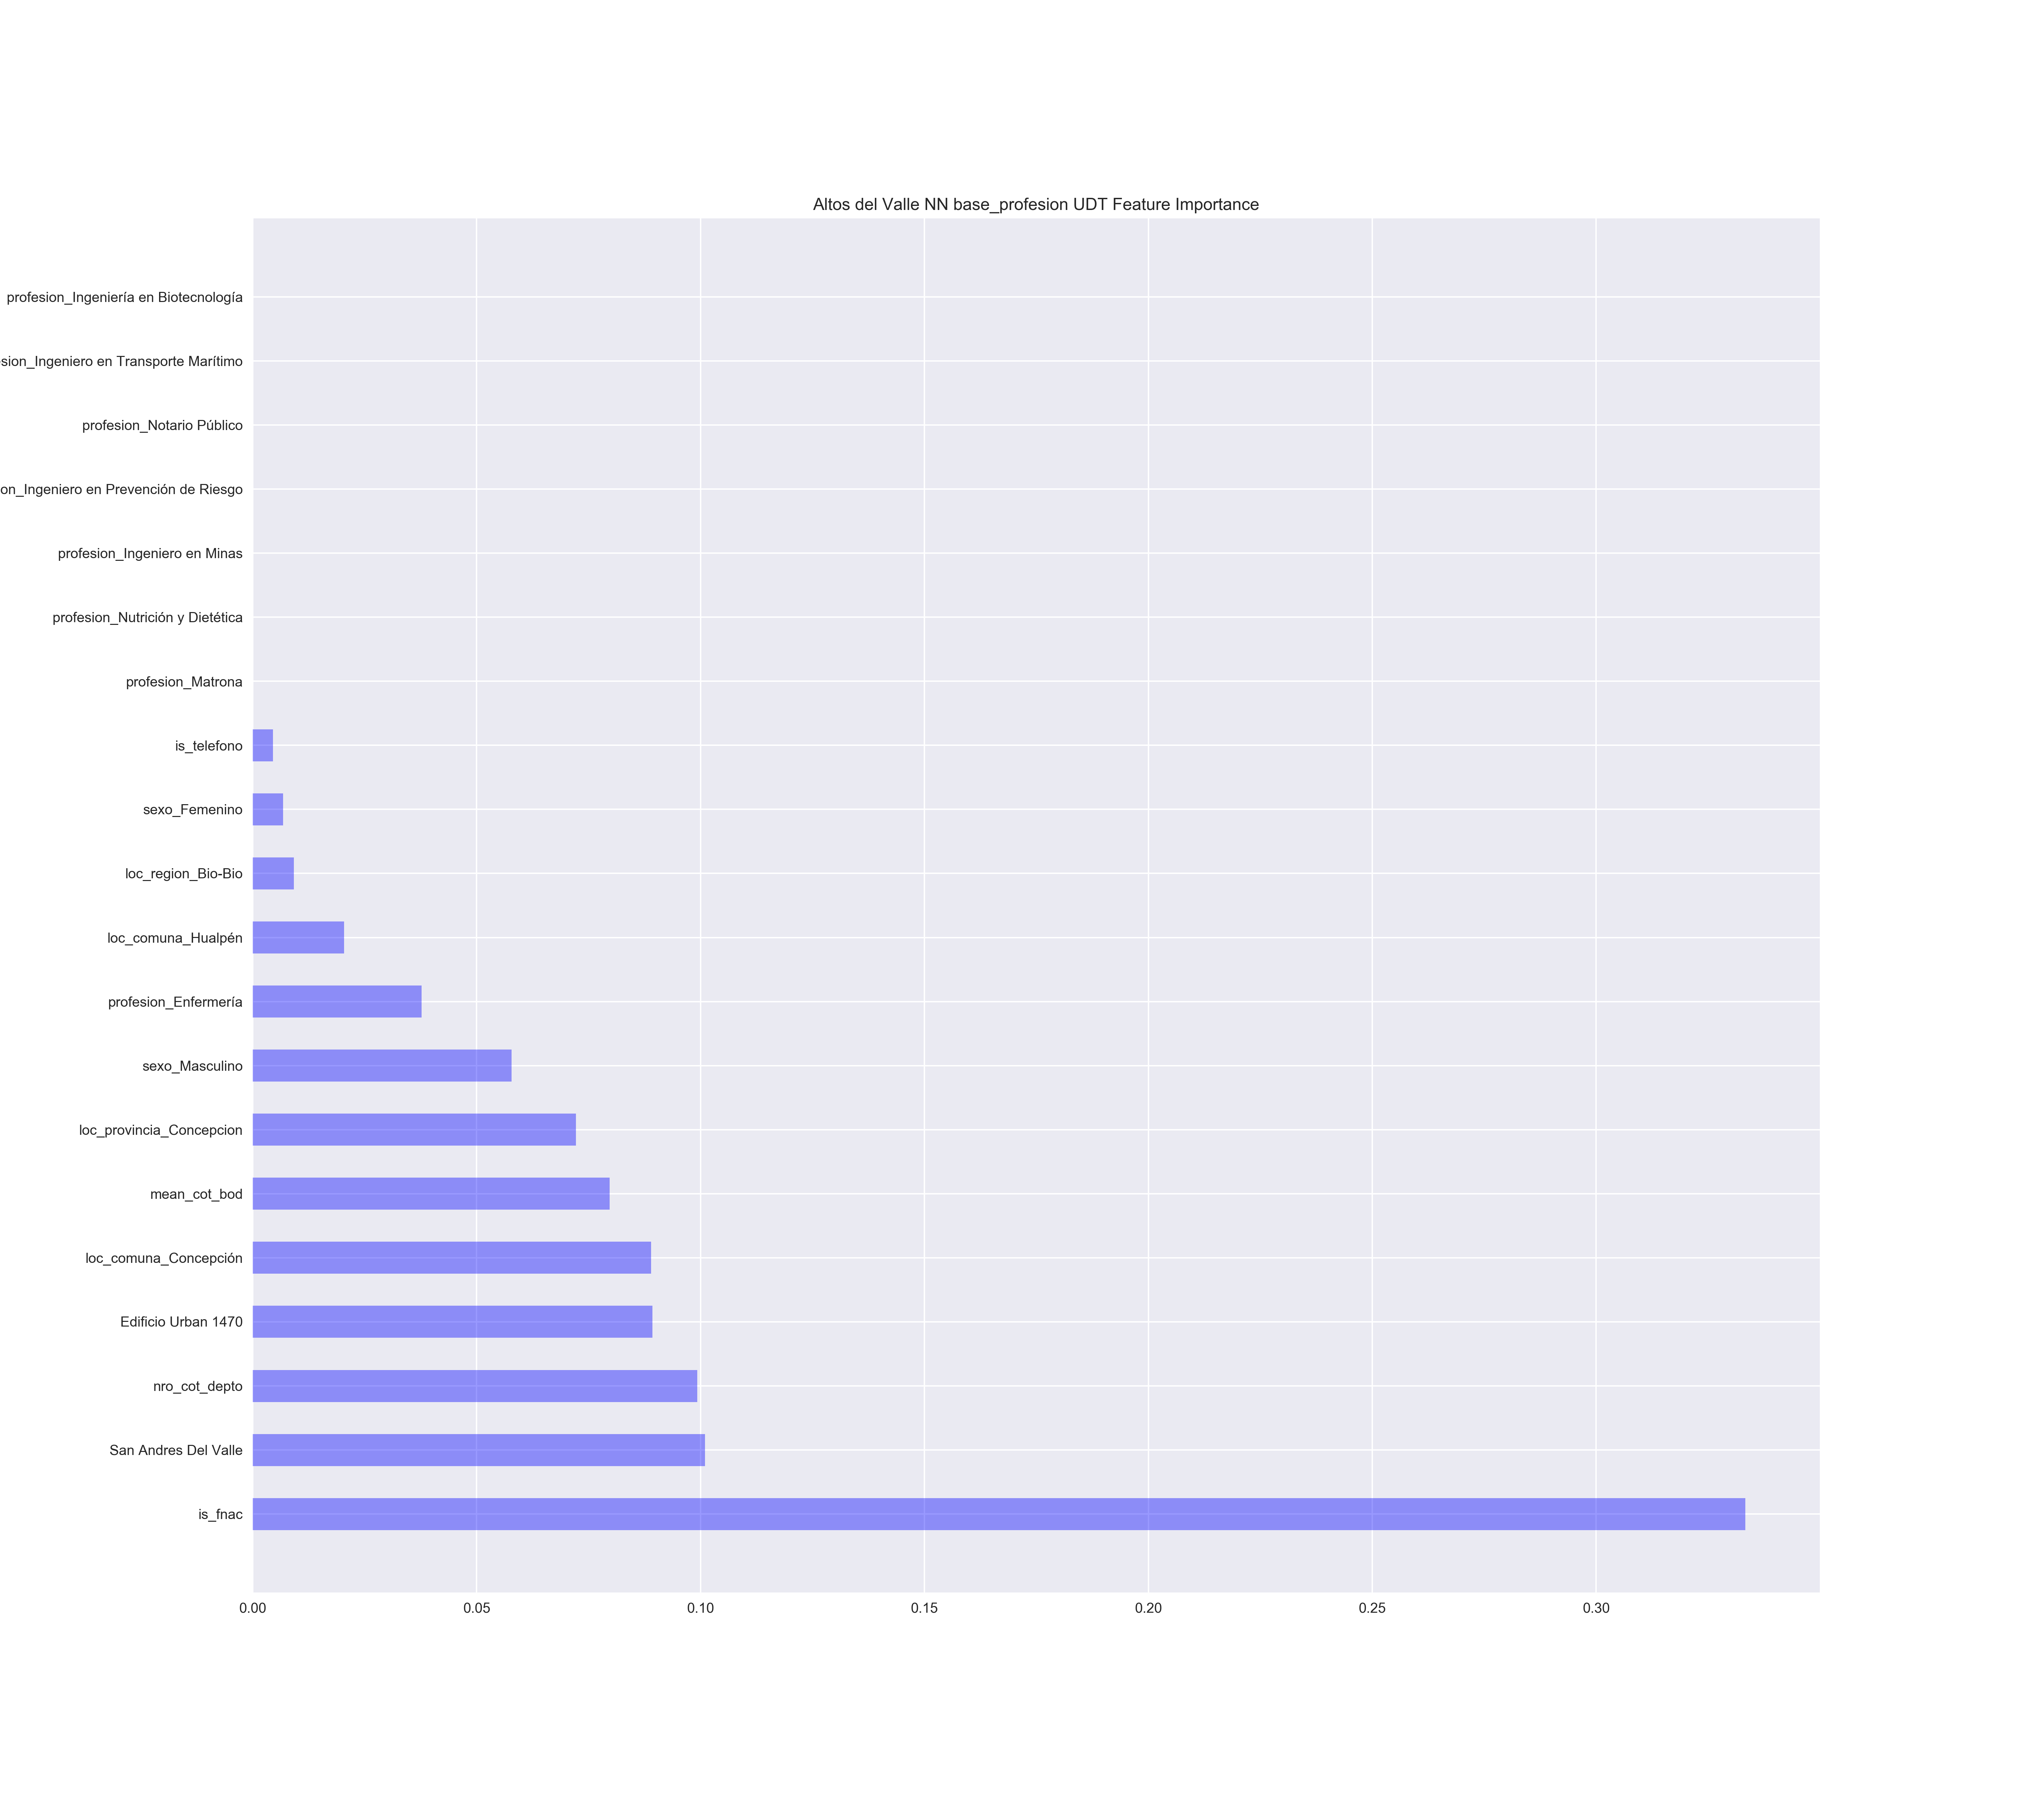 Altos del Valle NN base_profesion UDT Feature Importance
profesion_Ingeniería en Biotecnología
sion_Ingeniero en Transporte Marítimo
profesion_Notario Público
on_Ingeniero en Prevención de Riesgo
profesion_Ingeniero en Minas
profesion_Nutrición y Dietética
profesion_Matrona
is_telefono
sexo_Femenino
loc_region_Bio-Bio
loc_comuna_Hualpén
profesion_Enfermería
sexo_Masculino
loc_provincia_Concepcion
mean_cot_bod
loc_comuna_Concepción
Edificio Urban 1470
nro_cot_depto
San Andres Del Valle
is_fnac
0.00 0.05 0.10 0.15 0.20 0.25 0.30